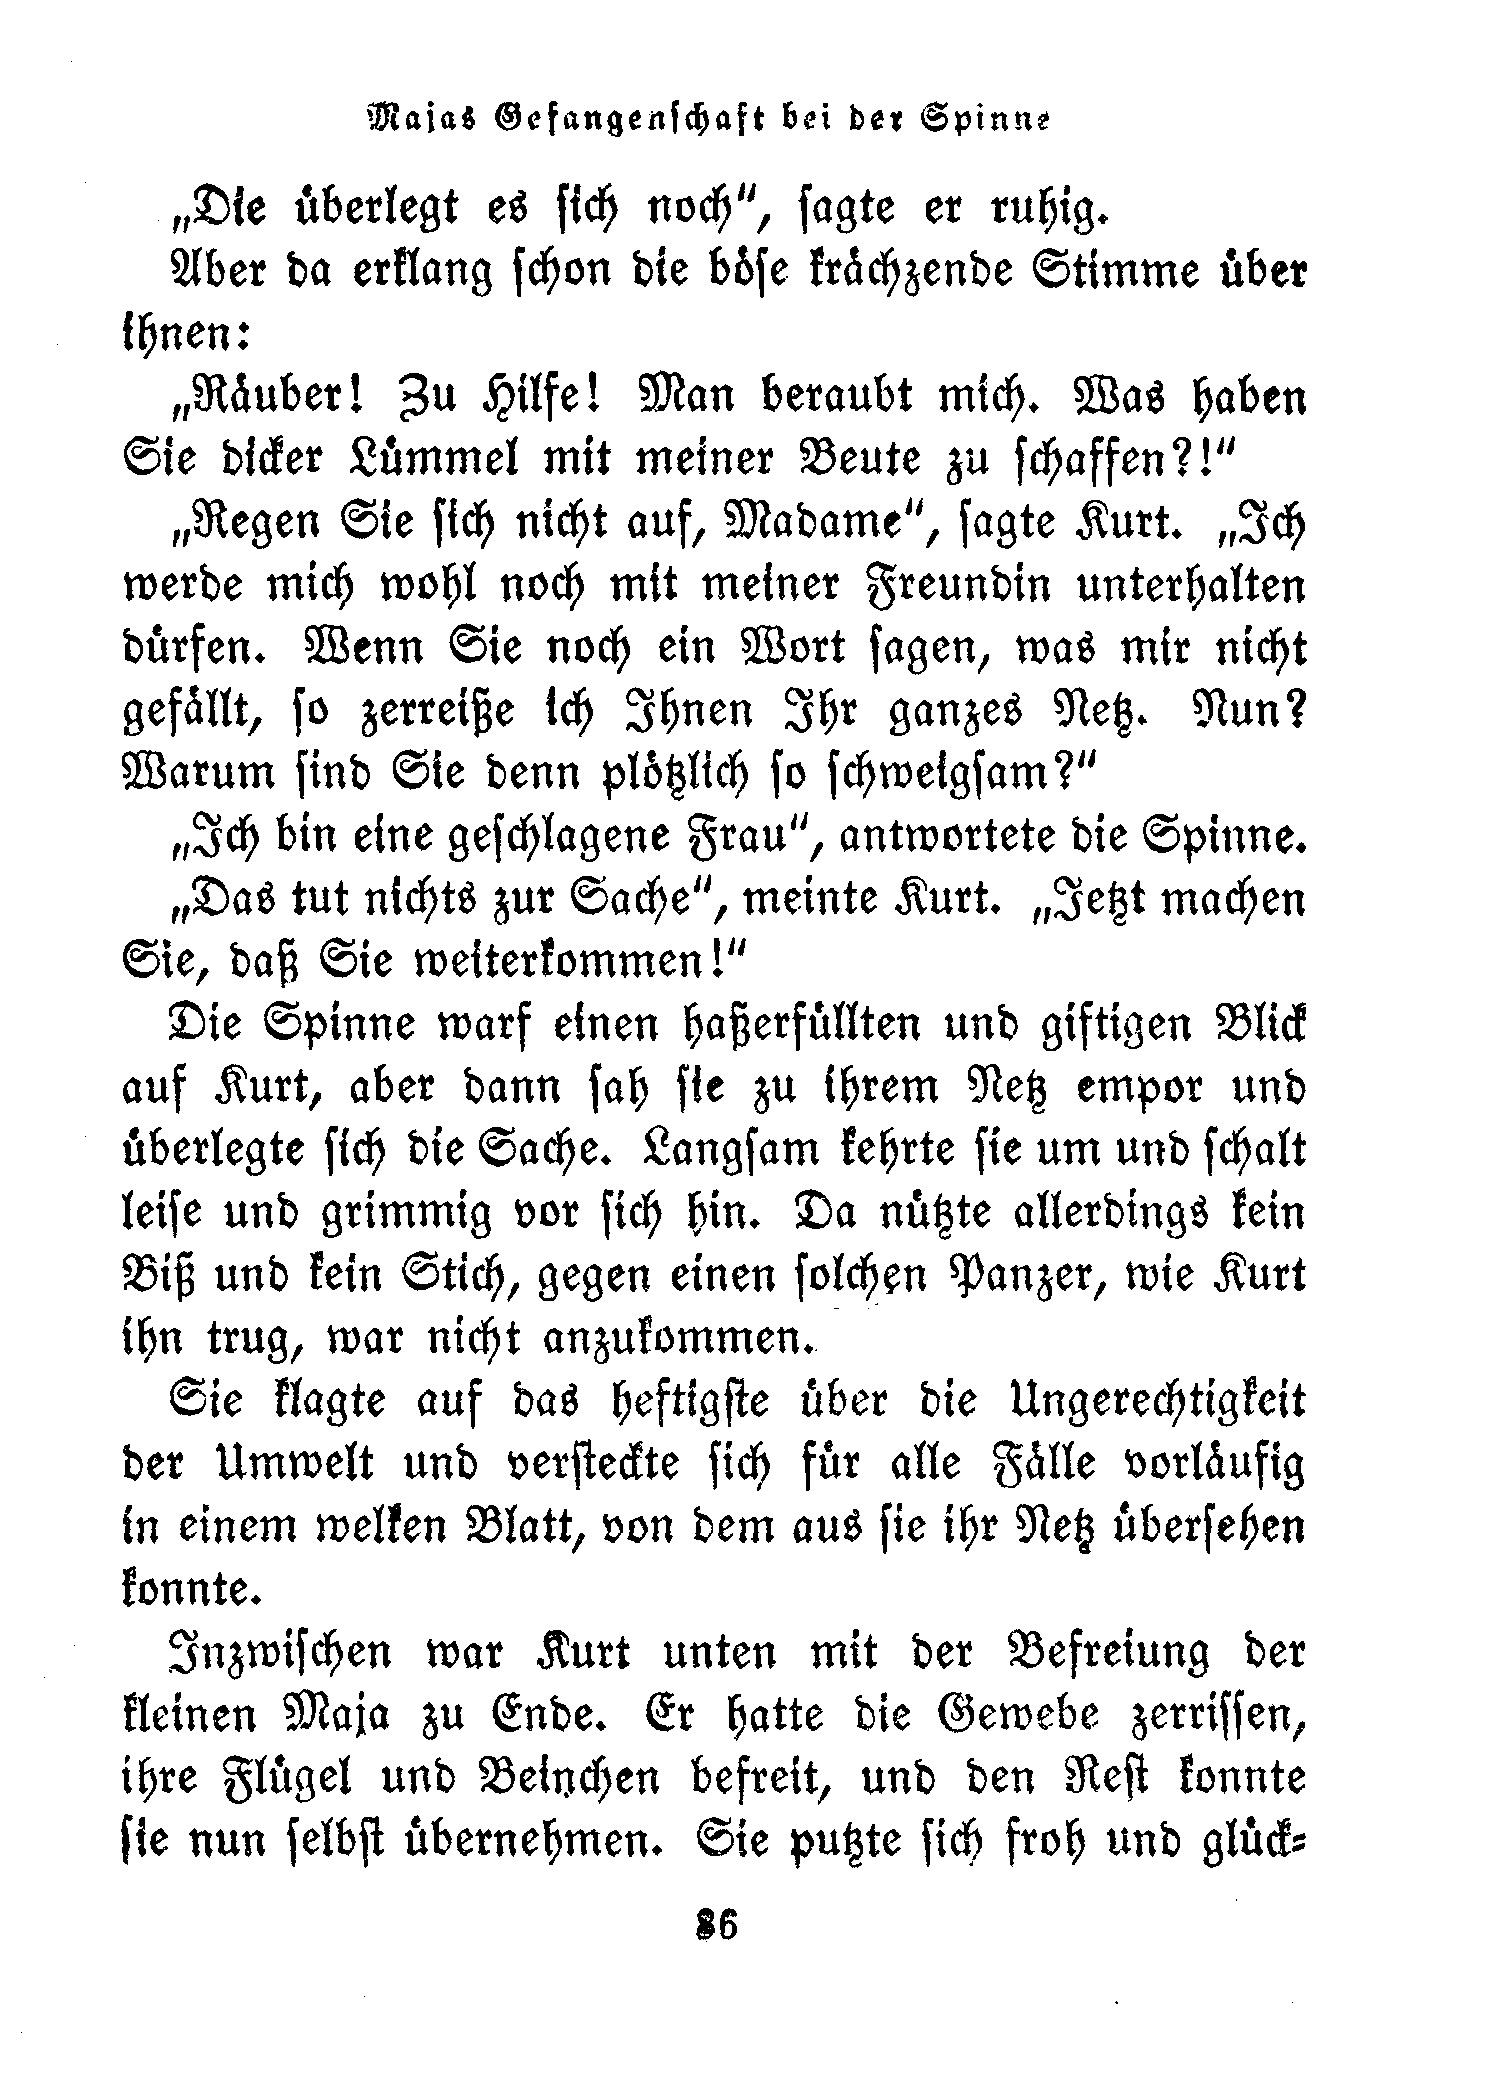 Majas Gefangenschaft bei der Spinne
„Die überlegt es sich noch“, sagte er ruhig.
Aber da erklang schon die böse krächzende Stimme über
ihnen:
„Räuber! Zu Hilfe! Man beraubt mich. Was haben
Sie dicker Lümmel mit meiner Beute zu schaffen?!“
„Regen Sie sich nicht auf, Madame“, sagte Kurt. „Ich
werde mich wohl noch mit meiner Freundin unterhalten
dürfen. Wenn Sie noch ein Wort sagen, was mir nicht
gefällt, so zerreiße ich Ihnen Ihr ganzes Netz. Nun?
Warum sind Sie denn plötzlich so schweigsam?“
„Ich bin eine geschlagene Frau“, antwortete die Spinne.
„Das tut nichts zur Sache“, meinte Kurt. „Jetzt machen
Sie, daß Sie weiterkommen!“
Die Spinne warf einen haßerfüllten und giftigen Blick
auf Kurt, aber dann sah sie zu ihrem Netz empor und
überlegte sich die Sache. Langsam kehrte sie um und schalt
leise und grimmig vor sich hin. Da nützte allerdings kein
Biß und kein Stich, gegen einen solchen Panzer, wie Kurt
ihn trug, war nicht anzukommen.
Sie klagte auf das heftigste über die Ungerechtigkeit
der Umwelt und versteckte sich für alle Fälle vorläufig
in einem welken Blatt, von dem aus sie ihr Netz übersehen
konnte.
Inzwischen war Kurt unten mit der Befreiung der
kleinen Maja zu Ende. Er hatte die Gewebe zerrissen,
ihre Flügel und Beinchen befreit, und den Rest konnte
sie nun selbst übernehmen. Sie putzte sich froh und glück-
86